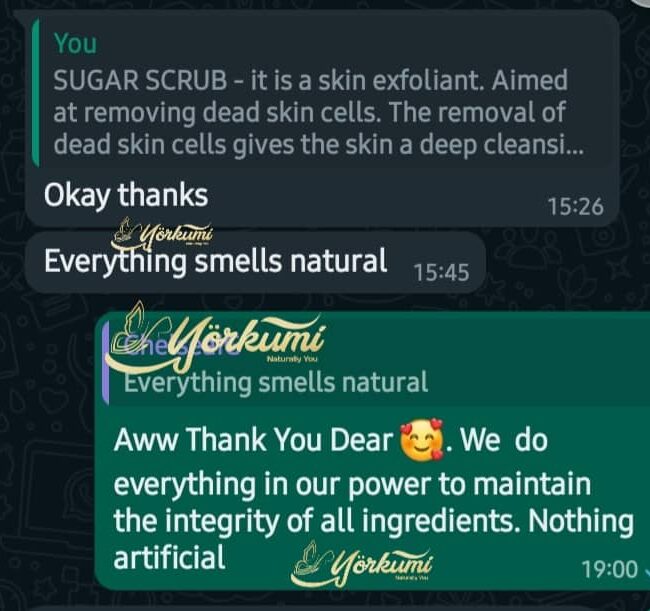 You
SUGAR SCRUB - it is a skin exfoliant. Aimed
at removing dead skin cells. The removal of
dead skin cells gives the skin a deep cleansi...
Okay thanks
15:26
Yörkumi
Everything smells natural
15:45
Yörkumi
Naturally You
Everything smells natural
Aww Thank You Dear 🥰. We do
everything in our power to maintain
the integrity of all ingredients. Nothing
artificial
Yörkumi
Naturally You
19:00